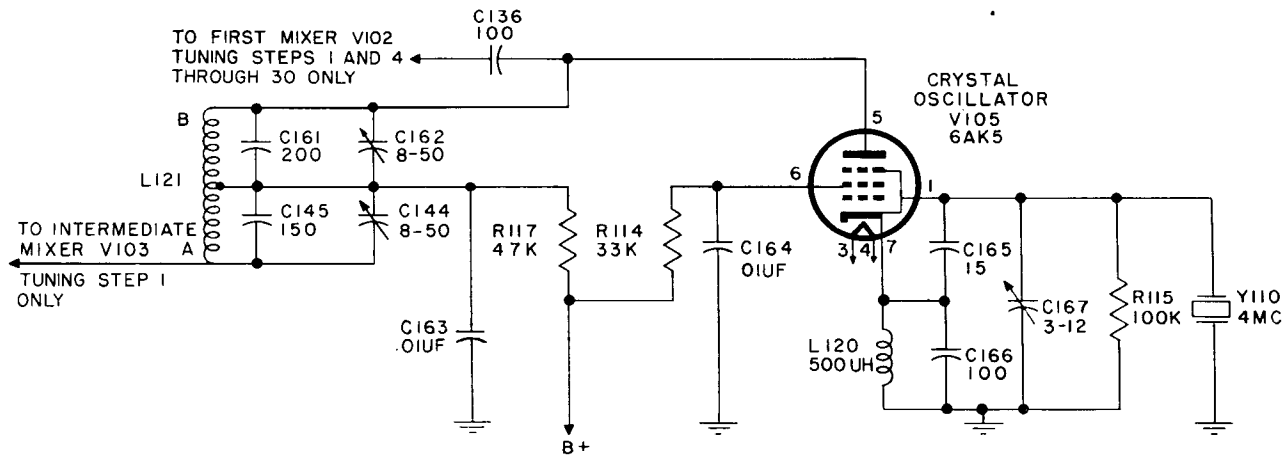 C136
100
TO FIRST MIXER V102
TUNING STEPS 1 AND 4
THROUGH 30 ONLY
CRYSTAL
OSCILLATOR
V105
6AK5
5
B
C161
200
C162
8-50
6
1
L121
C145
150
C144
8-50
TO INTERMEDIATE
MIXER V103
A
TUNING STEP 1
ONLY
R117
47K
R114
33K
C164
.01UF
3
4
7
C165
15
C167
3-12
R115
100K
Y110
4MC
C163
.01UF
L120
500UH
C166
100
B+